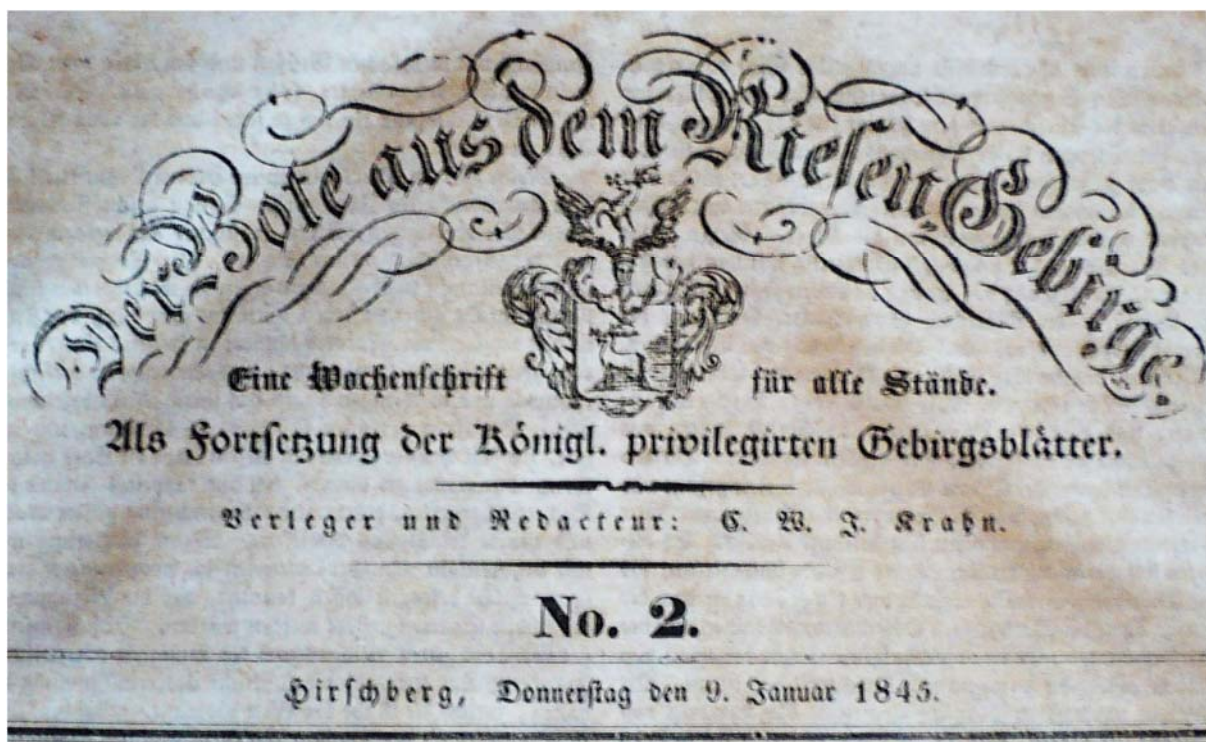 Der Bote aus dem Riesen-Gebirge.
Eine Wochenschrift für alle Stände.
Als Fortsetzung der Königl. privilegirten Gebirgsblätter.
Verleger und Redacteur: C. W. J. Krahn.
No. 2.
Hirschberg, Donnerstag den 9. Januar 1845.